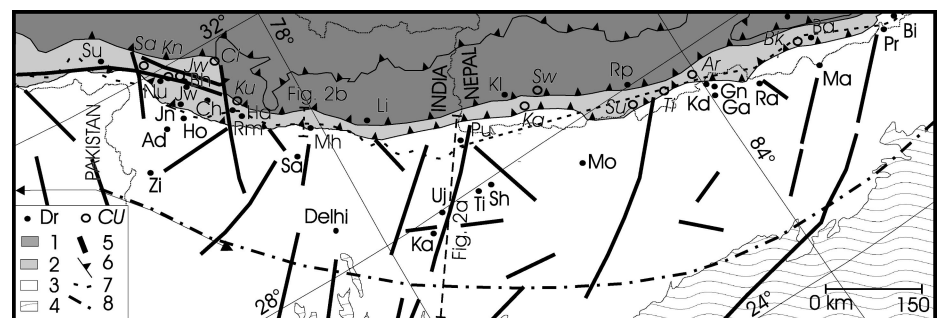 32°
78°
Su
Sa Kn
Ci
Jw
Bn
Nu
Jw
Ku
Fig. 2b
Li
INDIA
NEPAL
Kl
Sw
Rp
Ar
Bk
Ba
Bi
Pr
Jn
Ch
Ha
Ad
Ho
Rm
Mh
Pu
Ka
Su
Ti
Kd
Gn
Ga
Ra
Ma
PAKISTAN
Zi
Sa
Mo
84°
Delhi
Uj
Ti
Sh
Ka
Fig. 2a
Dr
CU
1
5
2
6
3
7
4
8
28°
24°
0 km
150